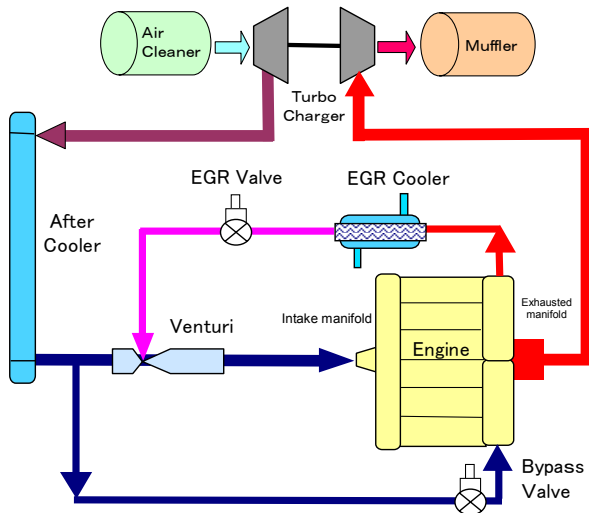 Air
Cleaner
Muffler
Turbo
Charger
EGR Valve
EGR Cooler
After
Cooler
Venturi
Intake manifold
Engine
Exhausted
manifold
Bypass
Valve